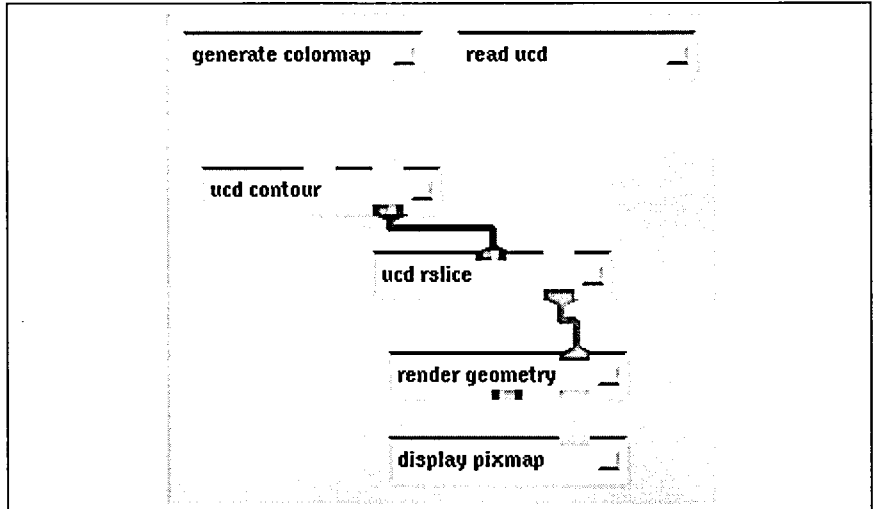 generate colormap
read ucd
ucd contour
ucd rslice
render geometry
display pixmap